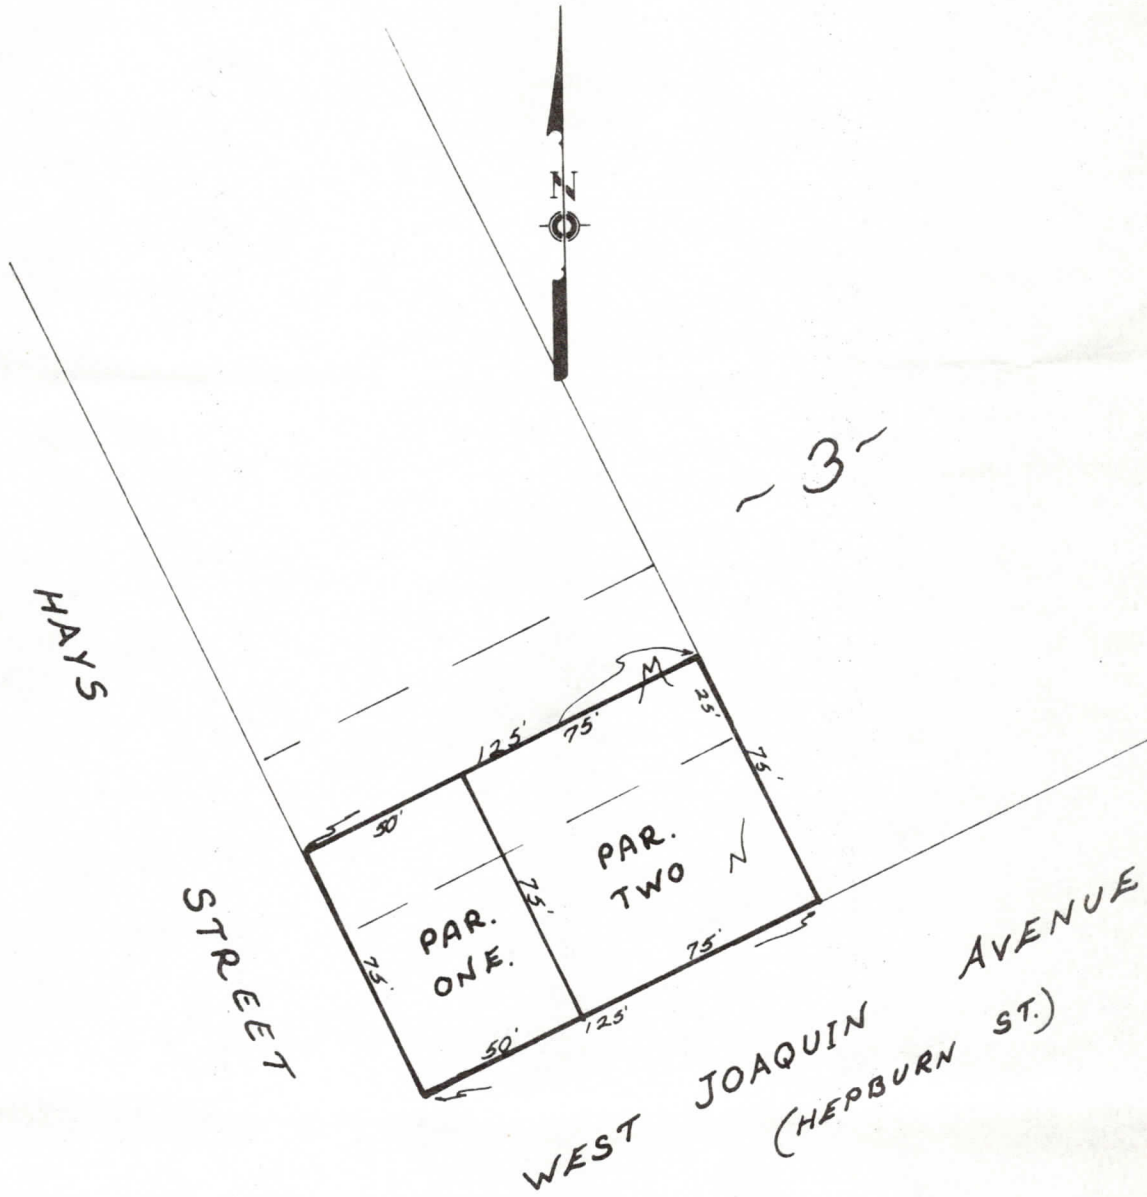 N
~ 3 ~
HAYS
STREET
M
125'
75'
50'
25'
75'
PAR.
TWO
N
75'
PAR.
ONE.
75'
75'
50'
125'
WEST JOAQUIN AVENUE
(HEPBURN ST.)